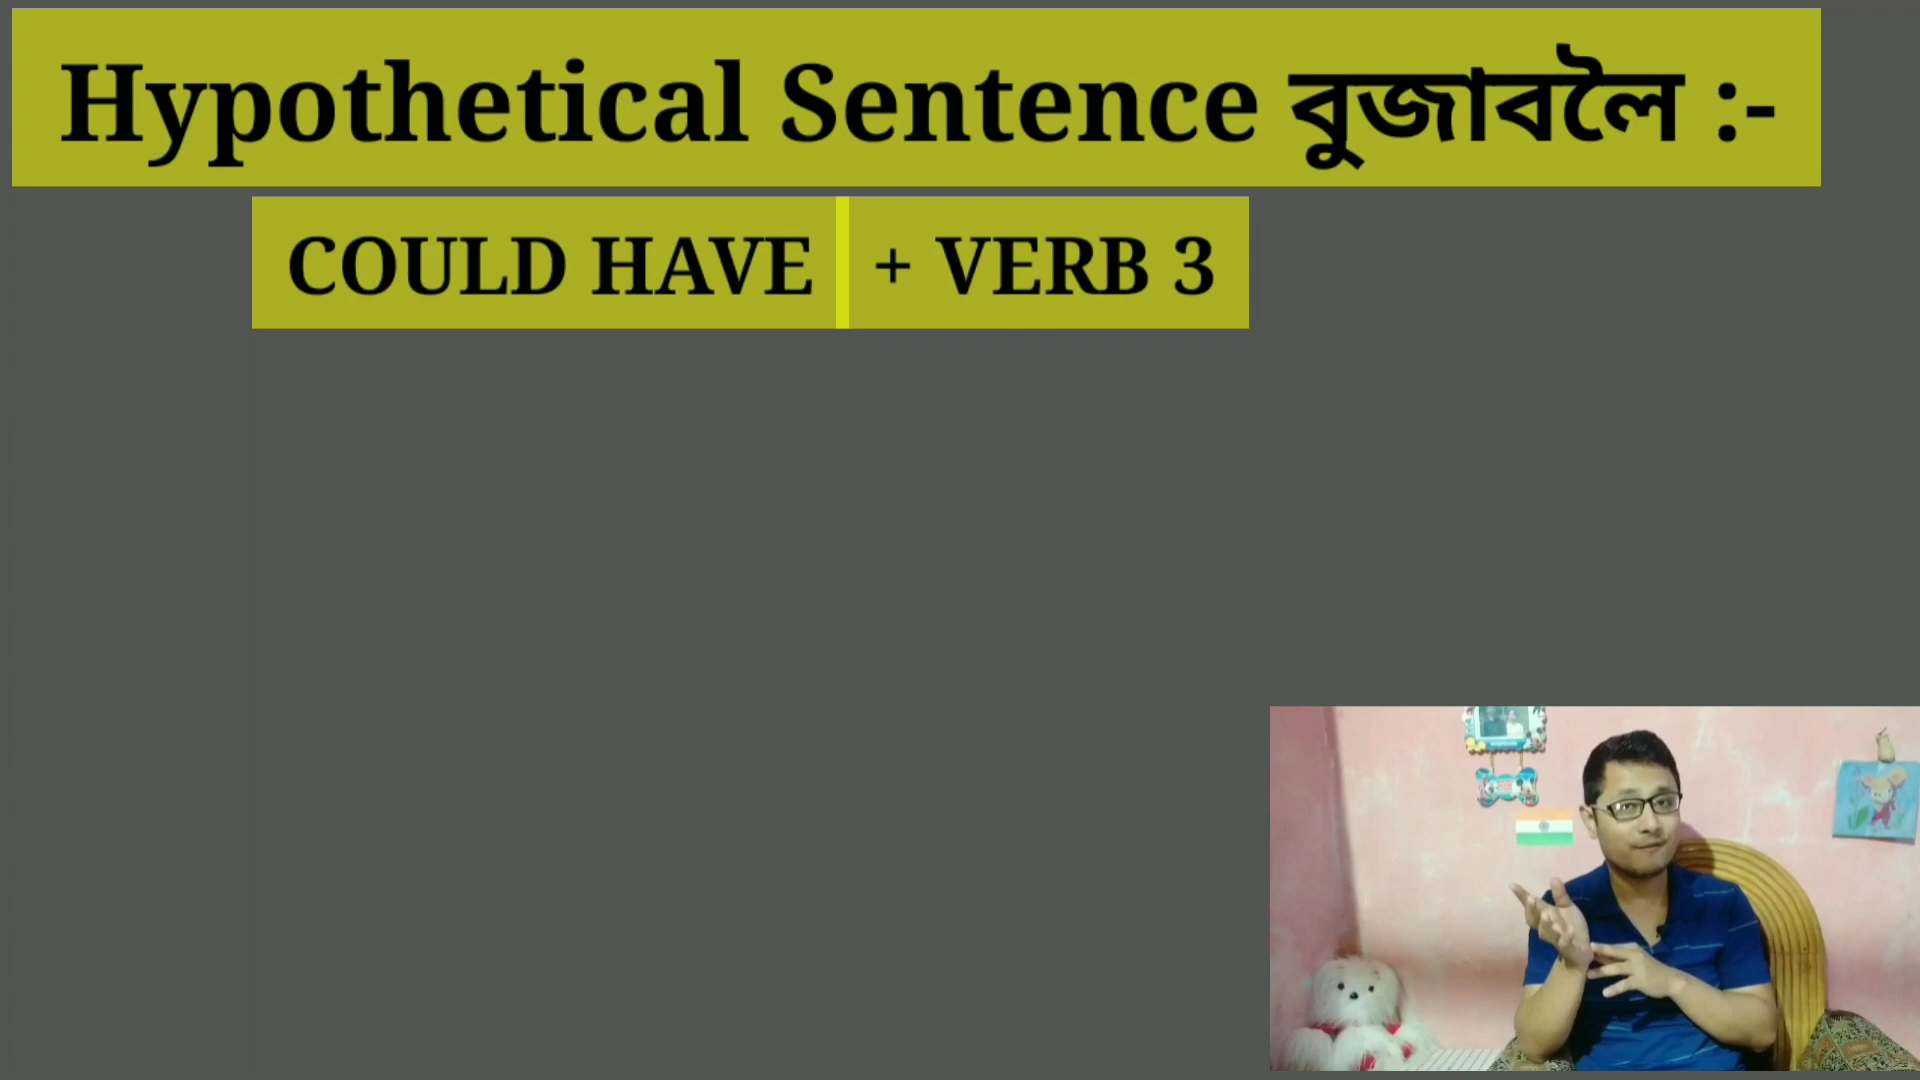 Hypothetical Sentence বুজাবলৈ :-
COULD HAVE + VERB 3